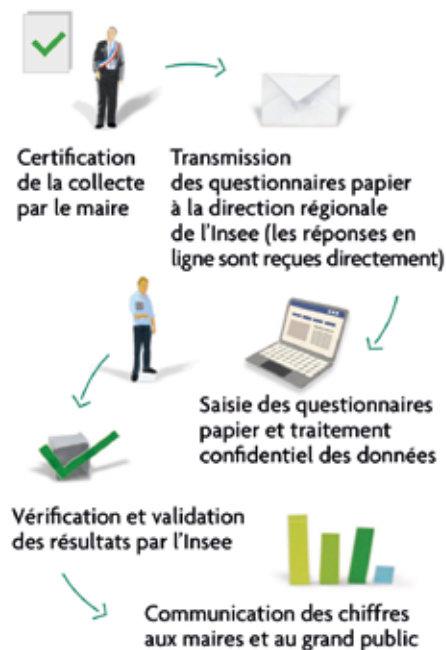 Certification
de la collecte
par le maire
Transmission
des questionnaires papier
à la direction régionale
de l'Insee (les réponses en
ligne sont reçues directement)
Saisie des questionnaires
papier et traitement
confidentiel des données
Vérification et validation
des résultats par l'Insee
Communication des chiffres
aux maires et au grand public